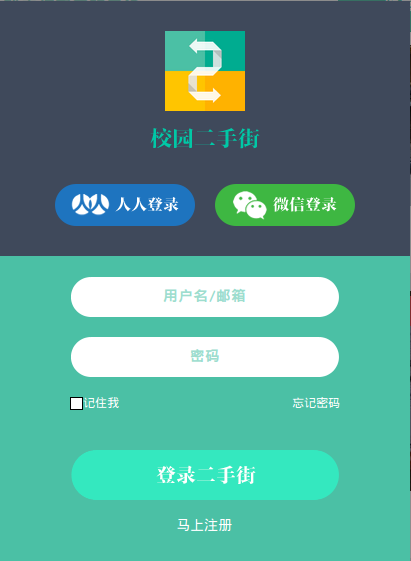 校园二手街
人人登录 微信登录
用户名/邮箱
密码
记住我 忘记密码
登录二手街
马上注册